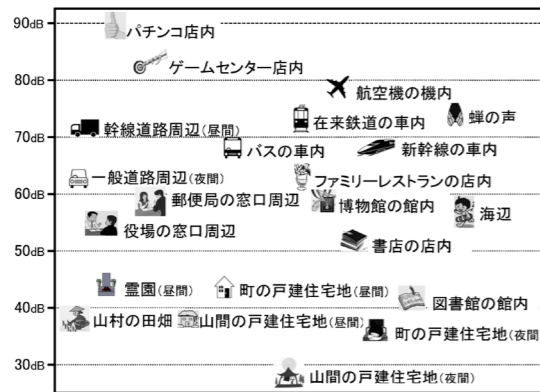 90dB
パチンコ店内
ゲームセンター店内
80dB
航空機の機内
在来鉄道の車内
蝉の声
幹線道路周辺(昼間)
70dB
バスの車内
新幹線の車内
一般道路周辺(夜間)
ファミリーレストランの店内
60dB
郵便局の窓口周辺
博物館の館内
海辺
役場の窓口周辺
書店の店内
50dB
霊園(昼間)
町の戸建住宅地(昼間)
図書館の館内
40dB
山村の田畑
山間の戸建住宅地(昼間)
町の戸建住宅地(夜間)
30dB
山間の戸建住宅地(夜間)